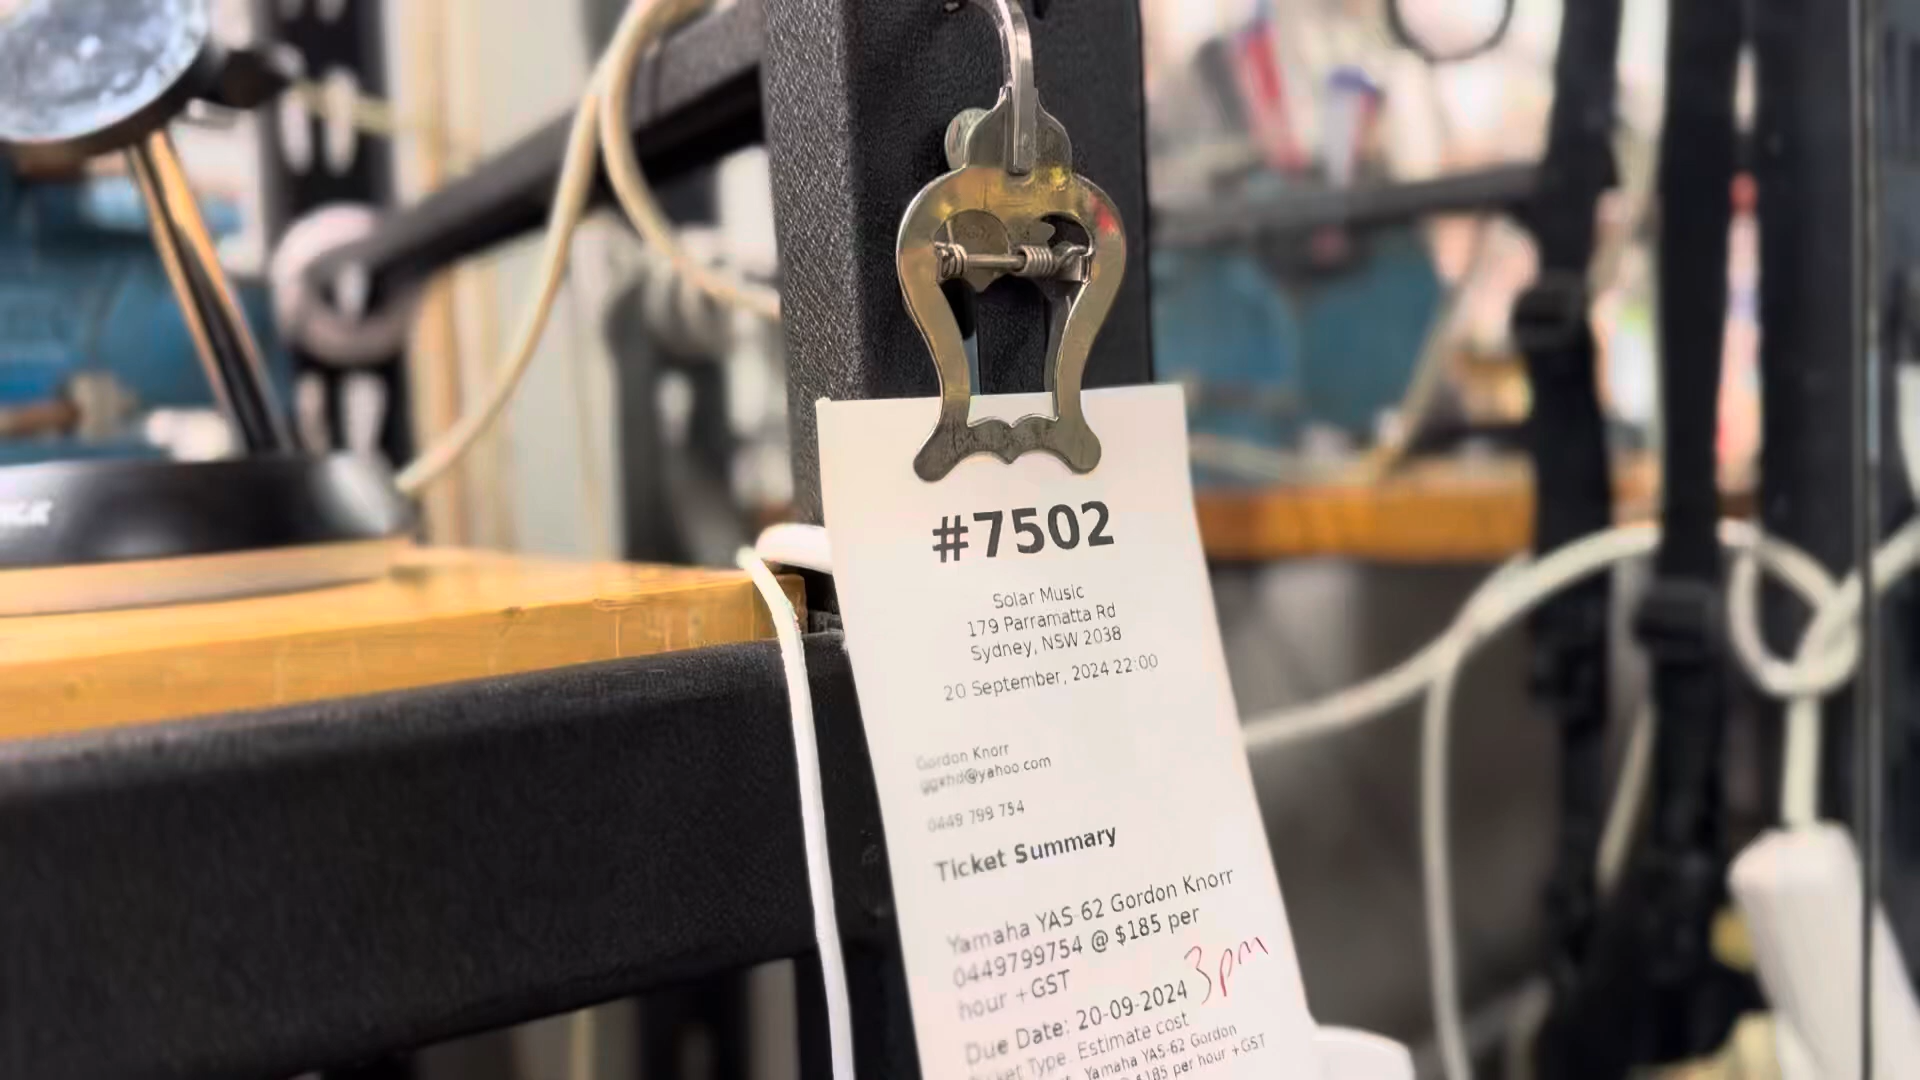 #7502
Solar Music
179 Parramatta Rd
Sydney, NSW 2038
20 September, 2024 22:00
Gordon Knorr
0449 799 754
Ticket Summary
Yamaha YAS-62 Gordon Knorr
0449799754 @ $185 per
hour +GST
Due Date: 20-09-2024 3pm
Type. Estimate cost
Yamaha YAS-62 Gordon
$185 per hour +GST